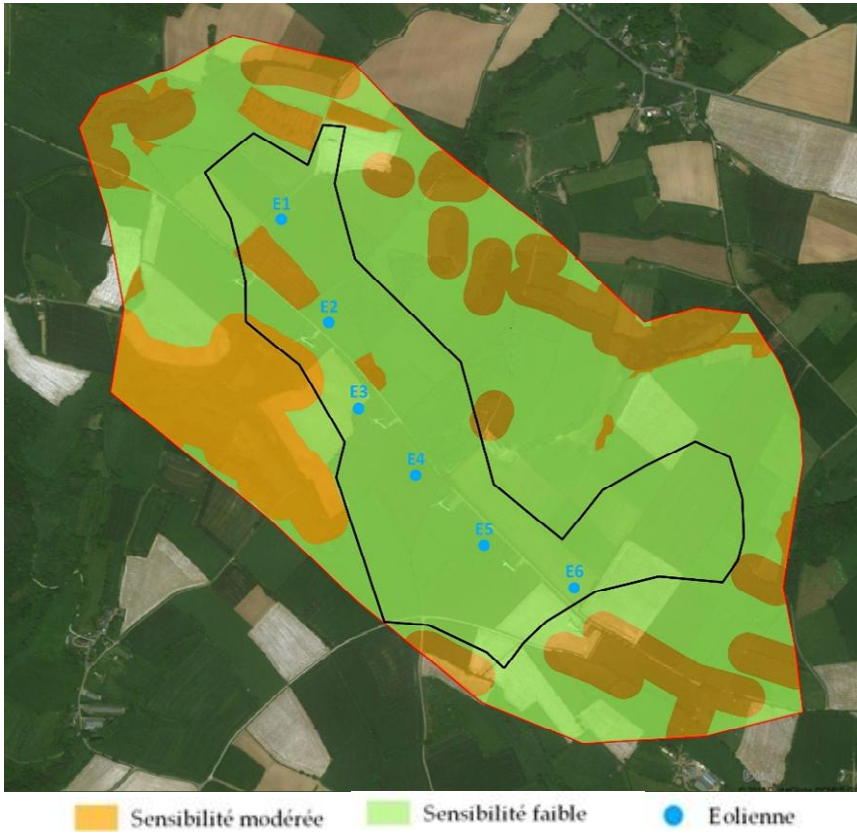 E1
E2
E3
E4
E5
E6
Sensibilité modérée
Sensibilité faible
Eolienne